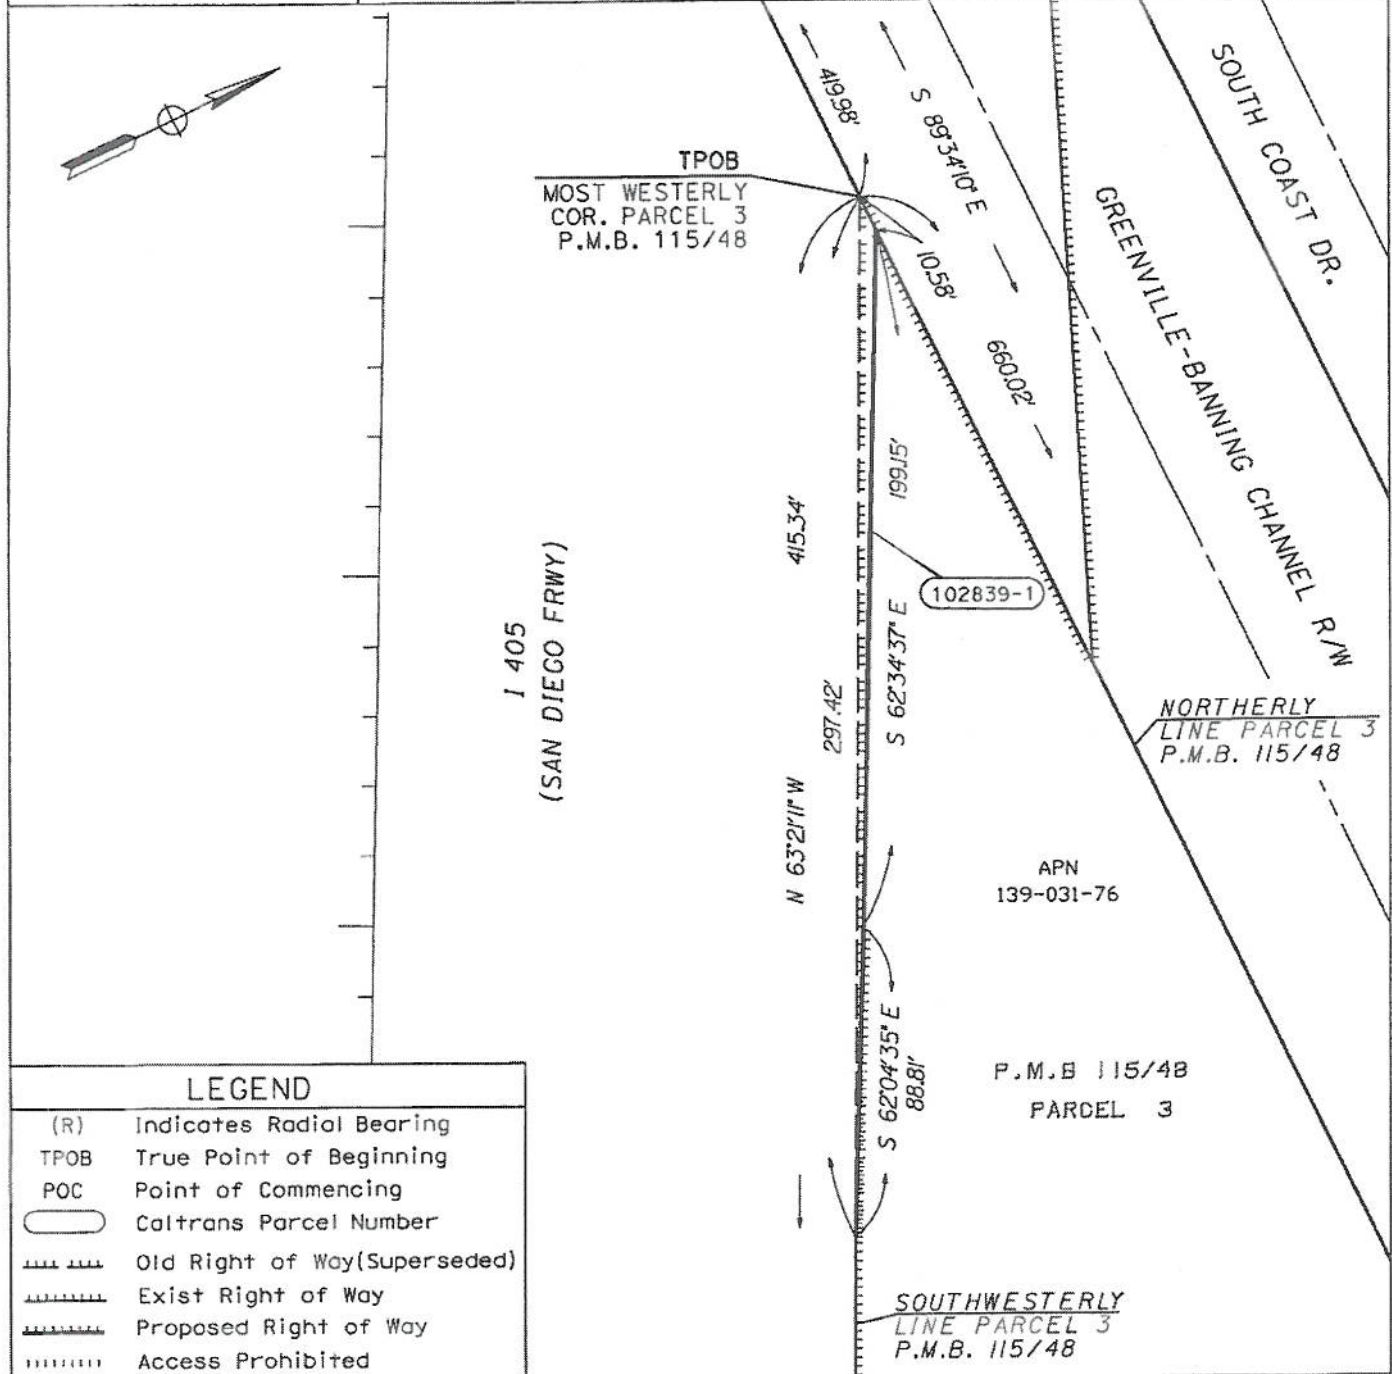 419.98'
S 89°34'10" E
SOUTH COAST DR.
TPOB
MOST WESTERLY
COR. PARCEL 3
P.M.B. 115/48
10.58'
660.02'
GREENVILLE-BANNING CHANNEL R/W
199.15'
415.34'
102839-1
I 405
(SAN DIEGO FRWY)
S 62°34'37" E
297.42'
N 63°21'11" W
NORTHERLY
LINE PARCEL 3
P.M.B. 115/48
APN
139-031-76
S 62°04'35" E
88.81'
P.M.B 115/48
PARCEL 3
SOUTHWESTERLY
LINE PARCEL 3
P.M.B. 115/48
LEGEND
(R) Indicates Radial Bearing
TPOB True Point of Beginning
POC Point of Commencing
Caltrans Parcel Number
Old Right of Way(Superseded)
Exist Right of Way
Proposed Right of Way
Access Prohibited